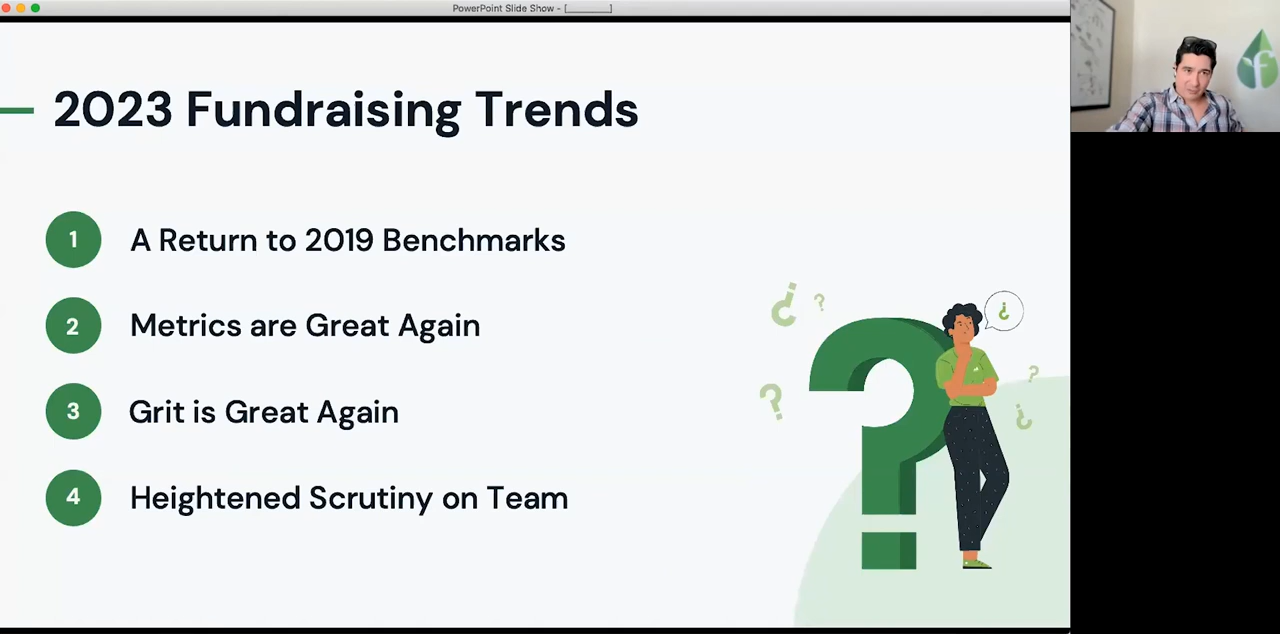 PowerPoint Slide Show - [________]
2023 Fundraising Trends
1 A Return to 2019 Benchmarks
2 Metrics are Great Again
3 Grit is Great Again
4 Heightened Scrutiny on Team
¿ ?
¿
?
?
?
¿
f